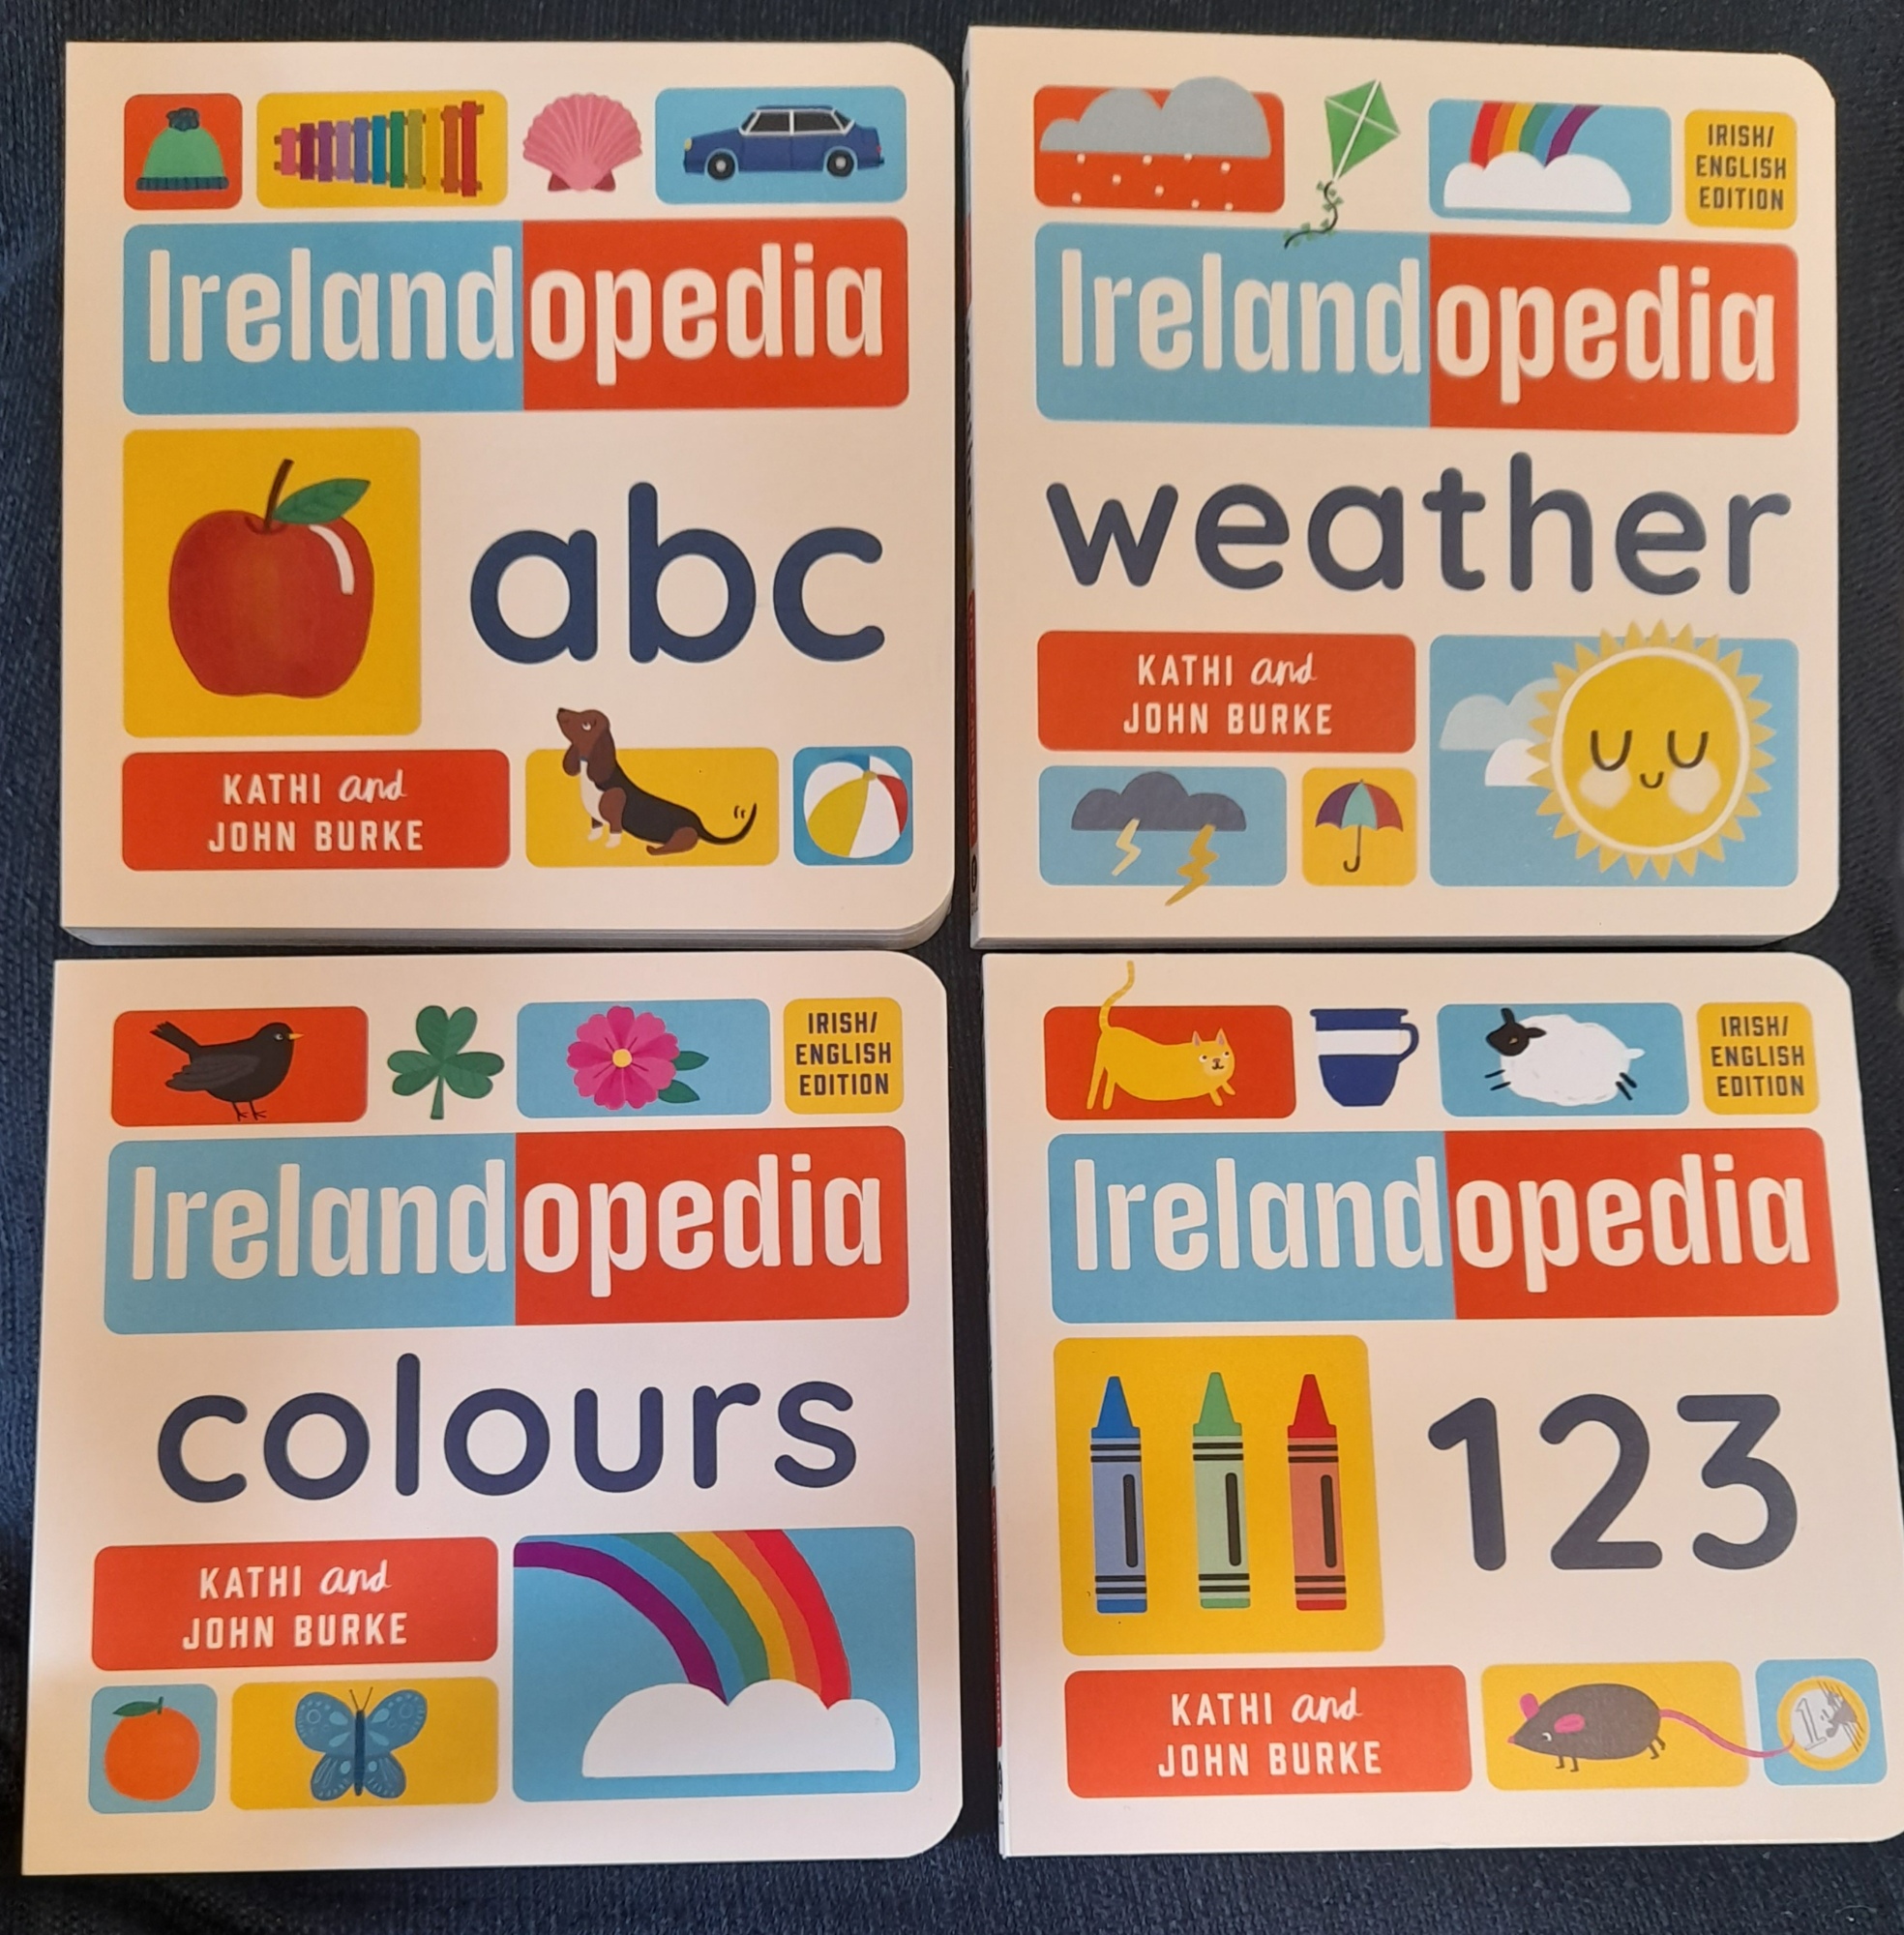 Irelandopedia
abc
KATHI and
JOHN BURKE
IRISH/
ENGLISH
EDITION
Irelandopedia
weather
KATHI and
JOHN BURKE
IRISH/
ENGLISH
EDITION
Irelandopedia
colours
KATHI and
JOHN BURKE
IRISH/
ENGLISH
EDITION
Irelandopedia
123
KATHI and
JOHN BURKE
1